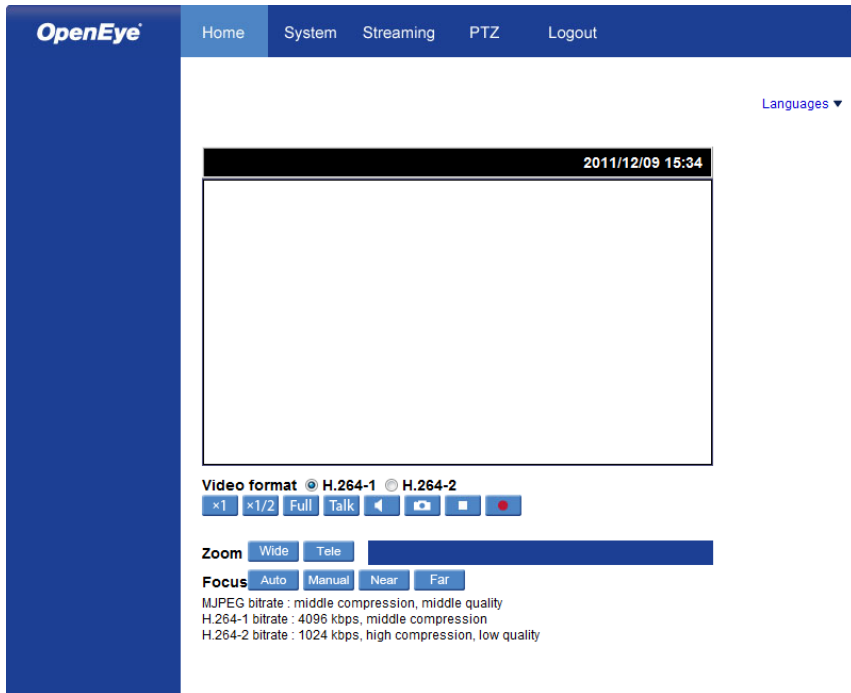 OpenEye Home System Streaming PTZ Logout
Languages
2011/12/09 15:34
Video format H.264-1 H.264-2
×1 ×1/2 Full Talk
Zoom Wide Tele
Focus Auto Manual Near Far
MJPEG bitrate : middle compression, middle quality
H.264-1 bitrate : 4096 kbps, middle compression
H.264-2 bitrate : 1024 kbps, high compression, low quality